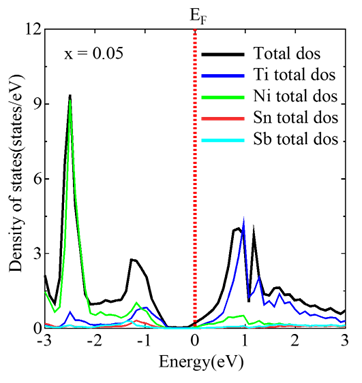 E_F
12
x = 0.05
Total dos
Ti total dos
Ni total dos
Sn total dos
Sb total dos
9
6
3
0
Density of states(states/eV)
-3 -2 -1 0 1 2 3
Energy(eV)